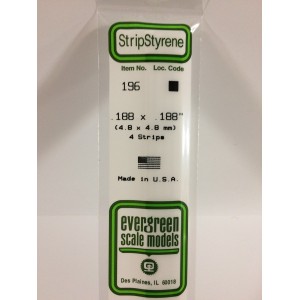 StripStyrene
Item No. Loc. Code
196
.188 x .188"
(4.8 x 4.8 mm)
4 Strips
Made in U.S.A.
evergreen
scale models
Des Plaines, IL 60018